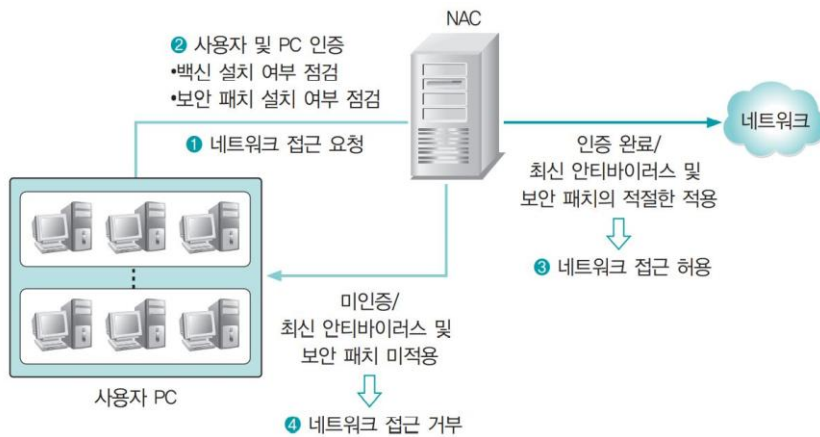 NAC
❷ 사용자 및 PC 인증
•백신 설치 여부 점검
•보안 패치 설치 여부 점검
❶ 네트워크 접근 요청
네트워크
인증 완료/
최신 안티바이러스 및
보안 패치의 적절한 적용
❸ 네트워크 접근 허용
미인증/
최신 안티바이러스 및
보안 패치 미적용
❹ 네트워크 접근 거부
사용자 PC